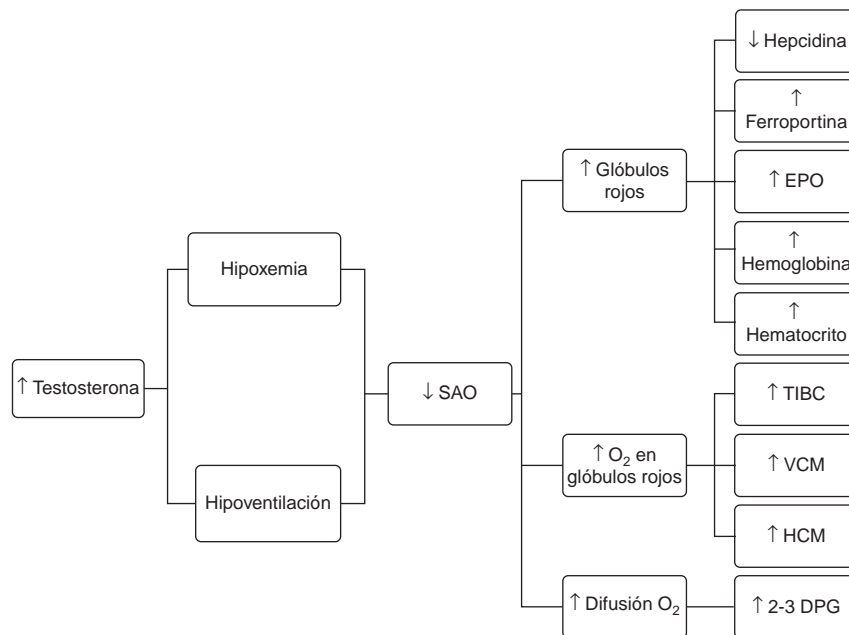 ↑ Testosterona
Hipoxemia
Hipoventilación
↓ SAO
↑ Glóbulos
rojos
↑ O₂ en
glóbulos rojos
↑ Difusión O₂
↓ Hepcidina
↑
Ferroportina
↑ EPO
↑
Hemoglobina
↑
Hematocrito
↑ TIBC
↑ VCM
↑ HCM
↑ 2-3 DPG